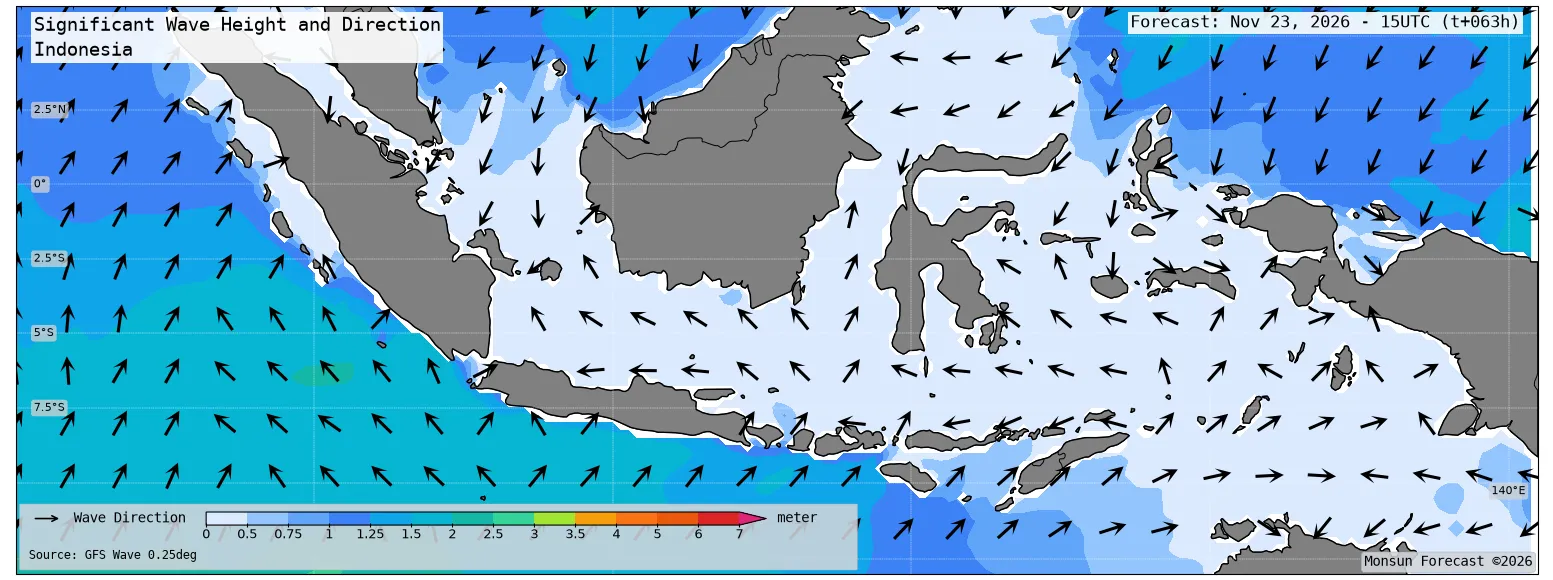 Significant Wave Height and Direction
Indonesia
Forecast: Nov 23, 2026 - 15UTC (t+063h)
2.5°N
0°
2.5°S
5°S
7.5°S
140°E
Wave Direction
0 0.5 0.75 1 1.25 1.5 2 2.5 3 3.5 4 5 6 7
meter
Source: GFS Wave 0.25deg
Monsun Forecast ©2026